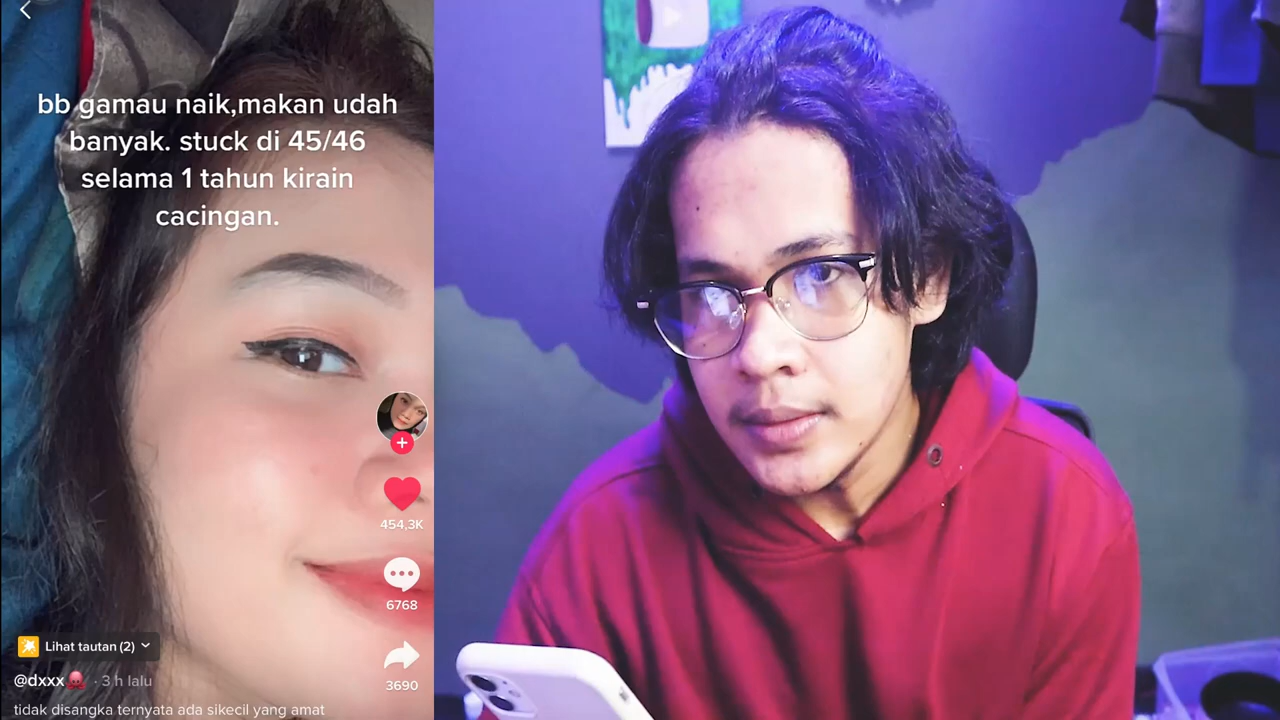 bb gamau naik,makan udah
banyak. stuck di 45/46
selama 1 tahun kirain
cacingan.
454,3K
6768
Lihat tautan (2)
@dxxx🐙 · 3 h lalu
3690
tidak disangka ternyata ada sikecil yang amat